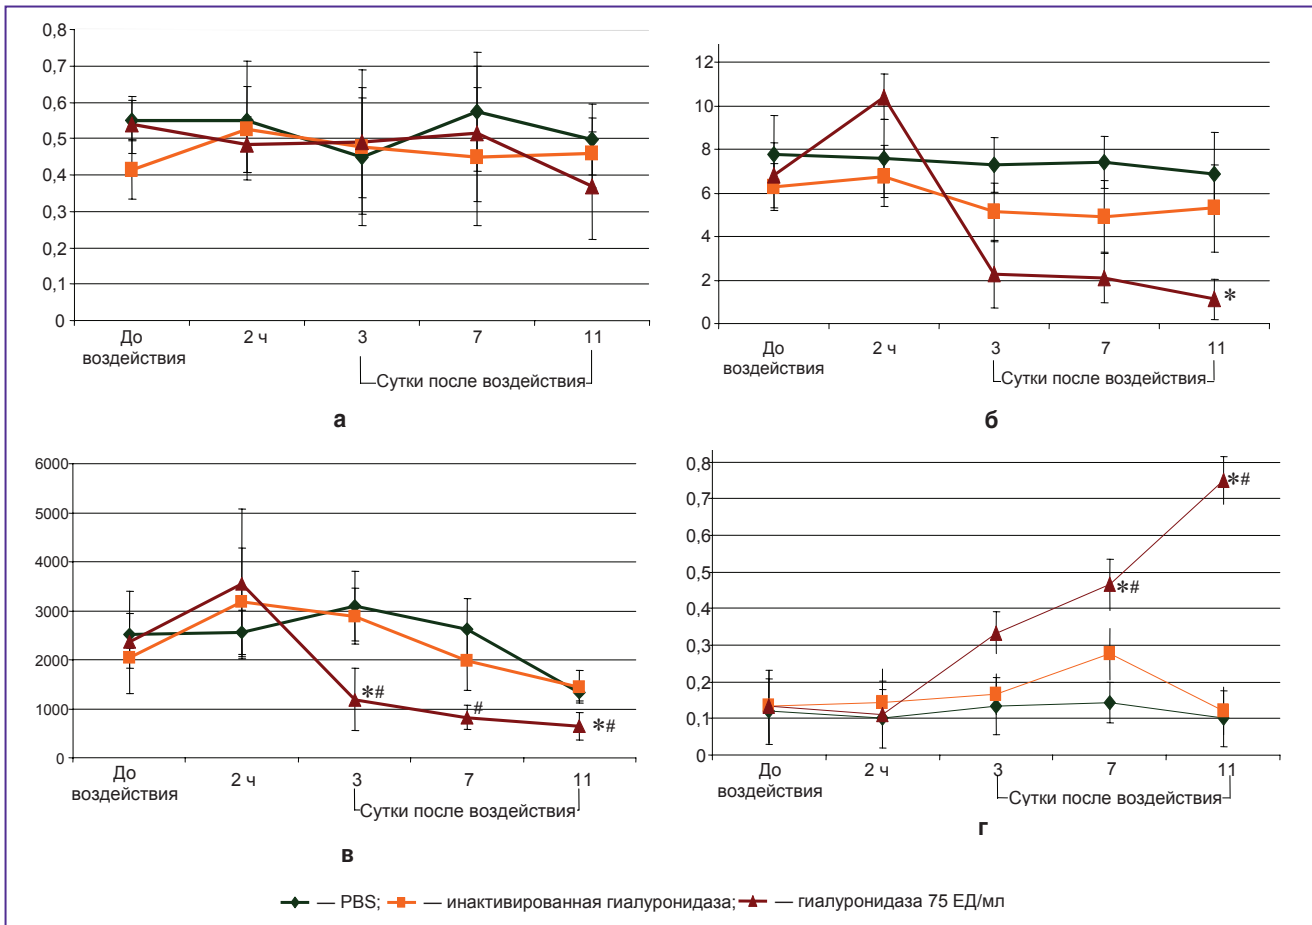 0,8
0,7
0,6
0,5
0,4
0,3
0,2
0,1
0
До воздействия
2 ч
3
7
11
Сутки после воздействия
а
12
10
8
6
4
2
0
*
До воздействия
2 ч
3
7
11
Сутки после воздействия
б
6000
5000
4000
3000
2000
1000
0
*#
#
*#
До воздействия
2 ч
3
7
11
Сутки после воздействия
в
0,8
0,7
0,6
0,5
0,4
0,3
0,2
0,1
0
*#
*#
До воздействия
2 ч
3
7
11
Сутки после воздействия
г
— PBS; — инактивированная гиалуронидаза; — гиалуронидаза 75 ЕД/мл